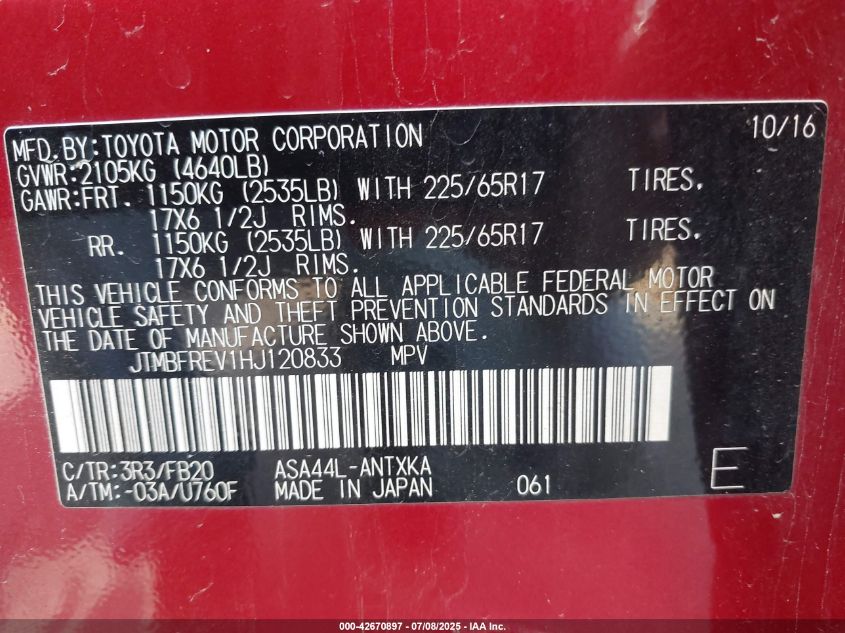 10/16
MFD.BY:TOYOTA MOTOR CORPORATION
GVWR:2105KG (4640LB)
GAWR:FRT. 1150KG (2535LB) WITH 225/65R17 TIRES.
17X6 1/2J RIMS.
RR. 1150KG (2535LB) WITH 225/65R17 TIRES.
17X6 1/2J RIMS.
THIS VEHICLE CONFORMS TO ALL APPLICABLE FEDERAL MOTOR
VEHICLE SAFETY AND THEFT PREVENTION STANDARDS IN EFFECT ON
THE DATE OF MANUFACTURE SHOWN ABOVE.
JTMBFREV1HJ120833 MPV
C/TR:3R3/FB20 ASA44L-ANTXKA
A/TM:-03A/U760F MADE IN JAPAN 061 E
000-42670897 - 07/08/2025 - IAA Inc.